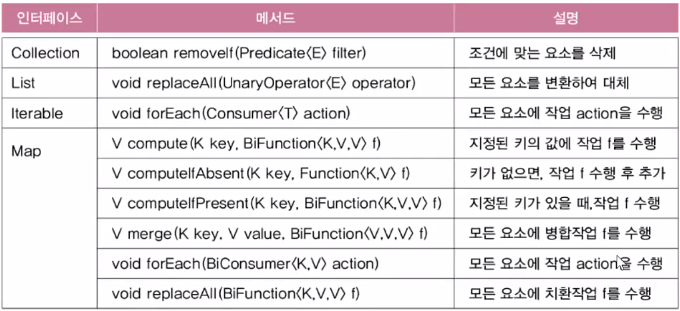 인터페이스 메서드 설명
Collection boolean removeIf(Predicate<E> filter) 조건에 맞는 요소를 삭제
List void replaceAll(UnaryOperator<E> operator) 모든 요소를 변환하여 대체
Iterable void forEach(Consumer<T> action) 모든 요소에 작업 action을 수행
Map V compute(K key, BiFunction<K,V,V> f) 지정된 키의 값에 작업 f를 수행
V computeIfAbsent(K key, Function<K,V> f) 키가 없으면, 작업 f 수행 후 추가
V computeIfPresent(K key, BiFunction<K,V,V> f) 지정된 키가 있을 때,작업 f 수행
V merge(K key, V value, BiFunction<V,V,V> f) 모든 요소에 병합작업 f를 수행
void forEach(BiConsumer<K,V> action) 모든 요소에 작업 action을 수행
void replaceAll(BiFunction<K,V,V> f) 모든 요소에 치환작업 f를 수행